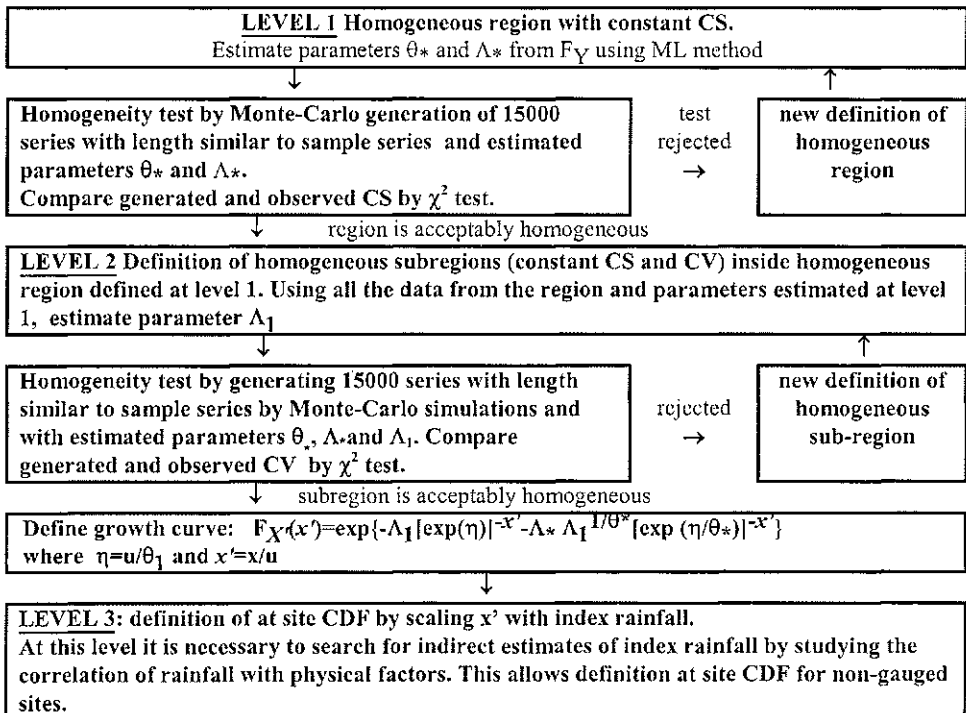 LEVEL 1 Homogeneous region with constant CS.
Estimate parameters θ* and Λ* from F_Y using ML method
↓ ↑
Homogeneity test by Monte-Carlo generation of 15000
series with length similar to sample series and estimated
parameters θ* and Λ*.
Compare generated and observed CS by χ² test.
test
rejected
→
new definition of
homogeneous
region
↓ region is acceptably homogeneous
LEVEL 2 Definition of homogeneous subregions (constant CS and CV) inside homogeneous
region defined at level 1. Using all the data from the region and parameters estimated at level
1, estimate parameter Λ₁
↓ ↑
Homogeneity test by generating 15000 series with length
similar to sample series by Monte-Carlo simulations and
with estimated parameters θ*, Λ* and Λ₁. Compare
generated and observed CV by χ² test.
rejected
→
new definition of
homogeneous
sub-region
↓ subregion is acceptably homogeneous
Define growth curve: F_X'(x')=exp{-Λ₁[exp(η)]^-x'-Λ* Λ₁^1/θ*[exp (η/θ*)]^-x'}
where η=u/θ₁ and x'=x/u
↓
LEVEL 3: definition of at site CDF by scaling x' with index rainfall.
At this level it is necessary to search for indirect estimates of index rainfall by studying the
correlation of rainfall with physical factors. This allows definition at site CDF for non-gauged
sites.